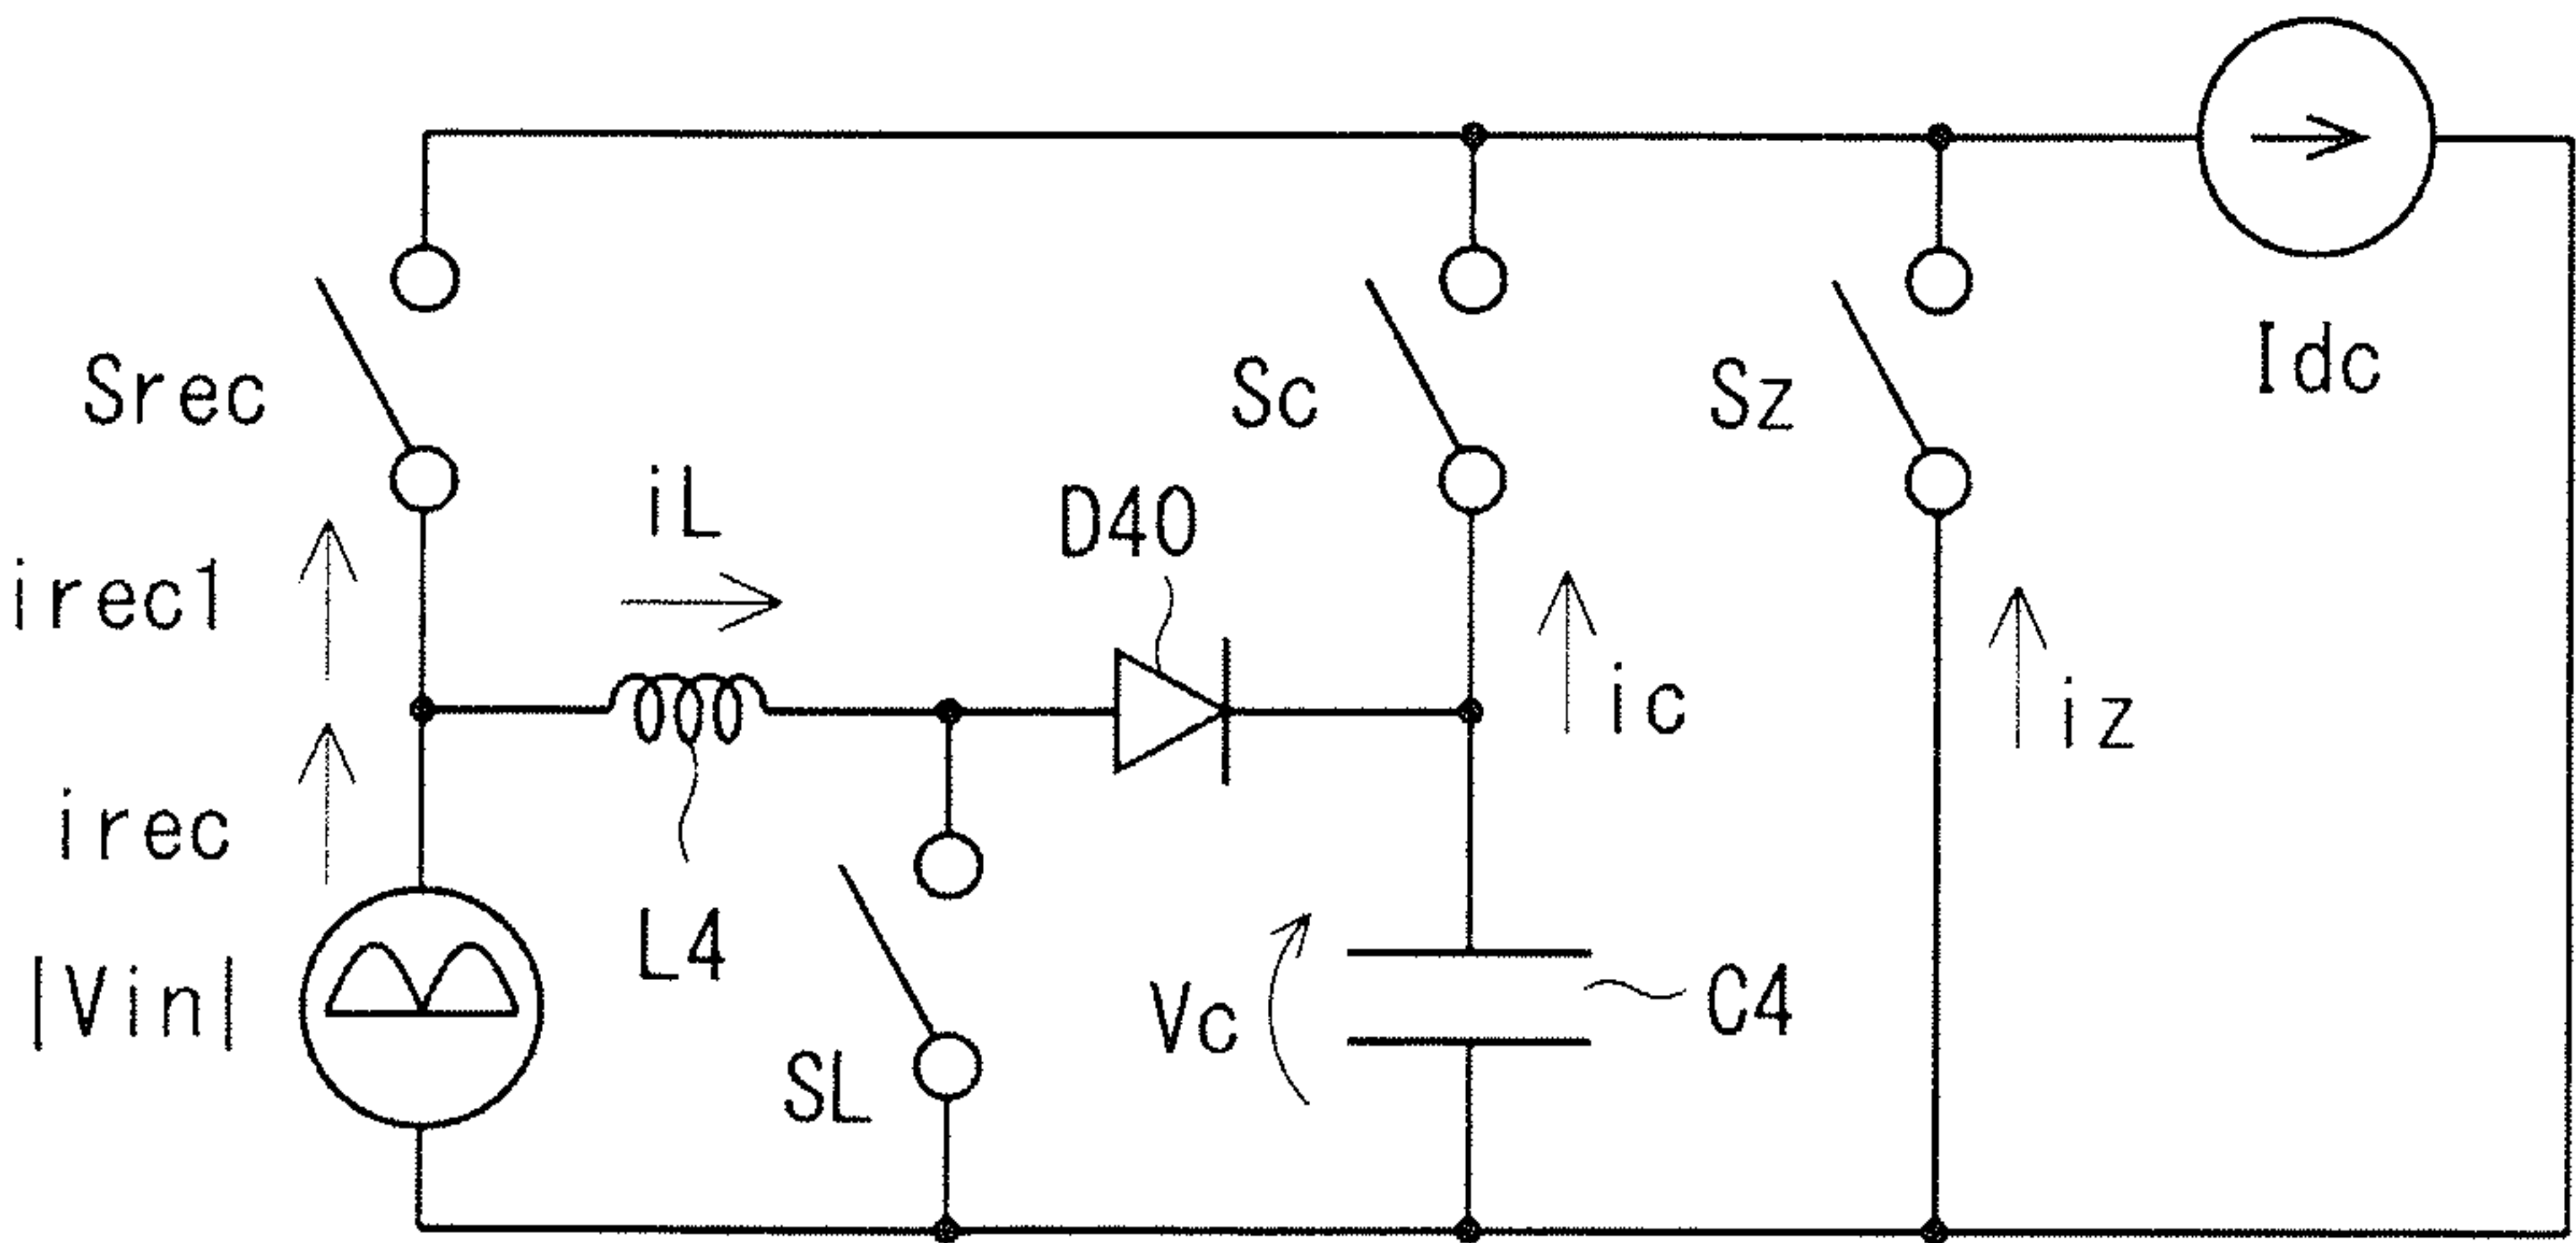 Idc
Srec
Sc
Sz
iL
D40
irec1
ic
iz
irec
L4
|Vin|
Vc
C4
SL